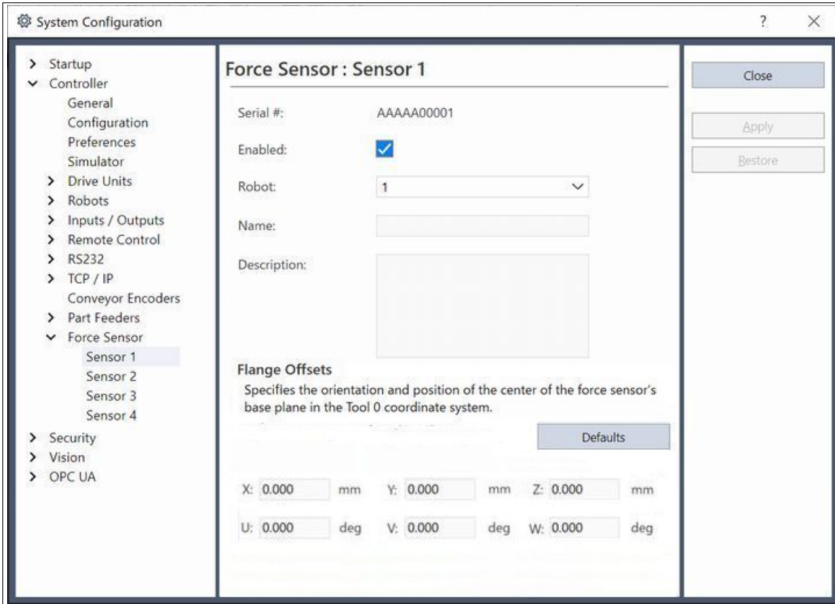 System Configuration
?
Startup
Controller
General
Configuration
Preferences
Simulator
Drive Units
Robots
Inputs / Outputs
Remote Control
RS232
TCP / IP
Conveyor Encoders
Part Feeders
Force Sensor
Sensor 1
Sensor 2
Sensor 3
Sensor 4
Security
Vision
OPC UA
Force Sensor : Sensor 1
Serial #: AAAAA00001
Enabled:
Robot: 1
Name:
Description:
Flange Offsets
Specifies the orientation and position of the center of the force sensor's
base plane in the Tool 0 coordinate system.
Defaults
X: 0.000 mm Y: 0.000 mm Z: 0.000 mm
U: 0.000 deg V: 0.000 deg W: 0.000 deg
Close
Apply
Restore